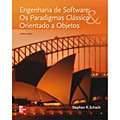 Engenharia de Software
Os Paradigmas Clássico &
Orientado a Objetos
Stephen R. Schach